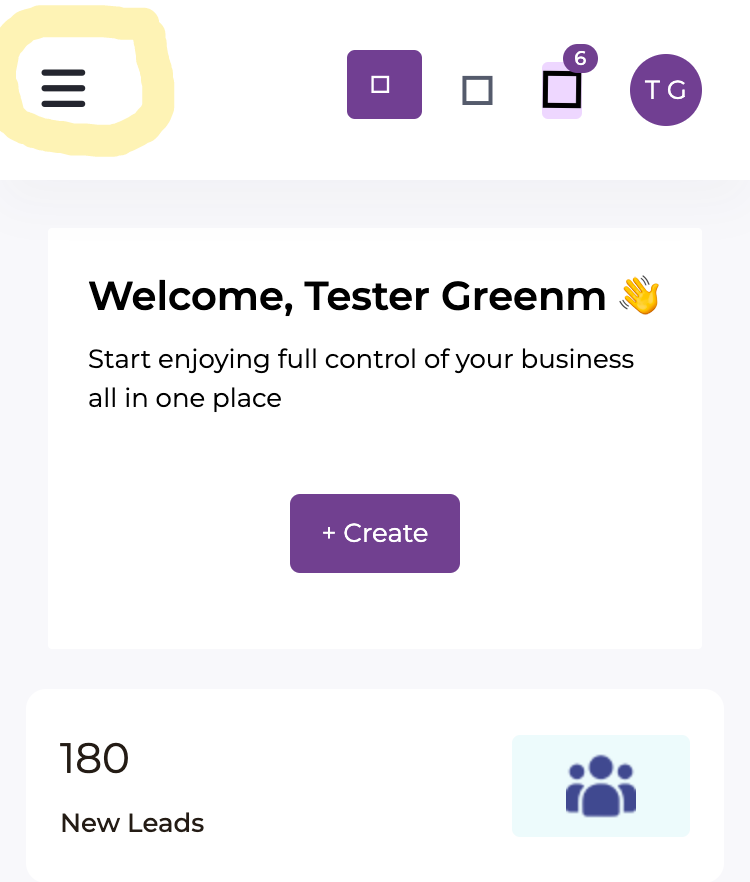 6
T G
Welcome, Tester Greenm 👋
Start enjoying full control of your business
all in one place
+ Create
180
New Leads